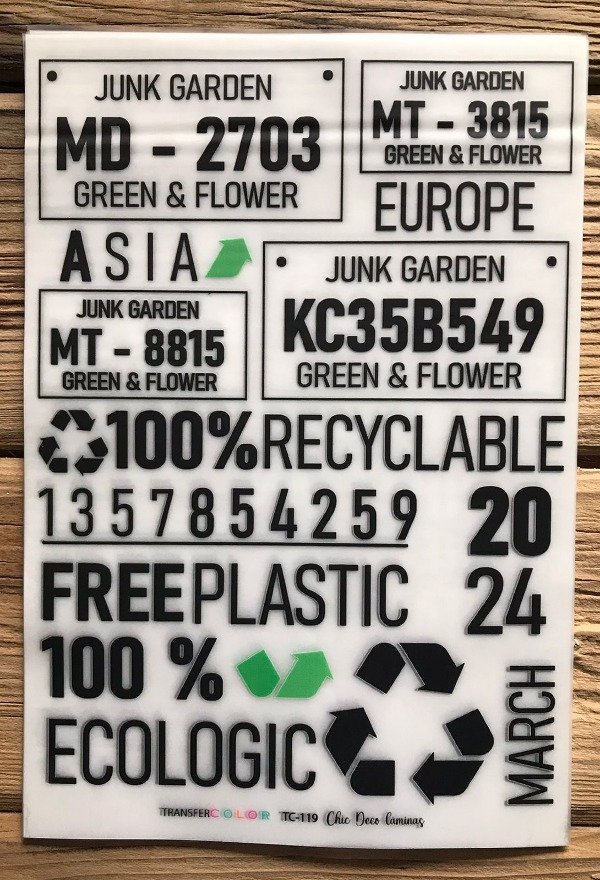 JUNK GARDEN
MD - 2703
GREEN & FLOWER
JUNK GARDEN
MT - 3815
GREEN & FLOWER
EUROPE
ASIA
JUNK GARDEN
KC35B549
GREEN & FLOWER
JUNK GARDEN
MT - 8815
GREEN & FLOWER
100% RECYCLABLE
1357854259
20
24
FREEPLASTIC
100 %
ECOLOGIC
MARCH
TRANSFERCOLOR TC-119 Chic Deco Laminas